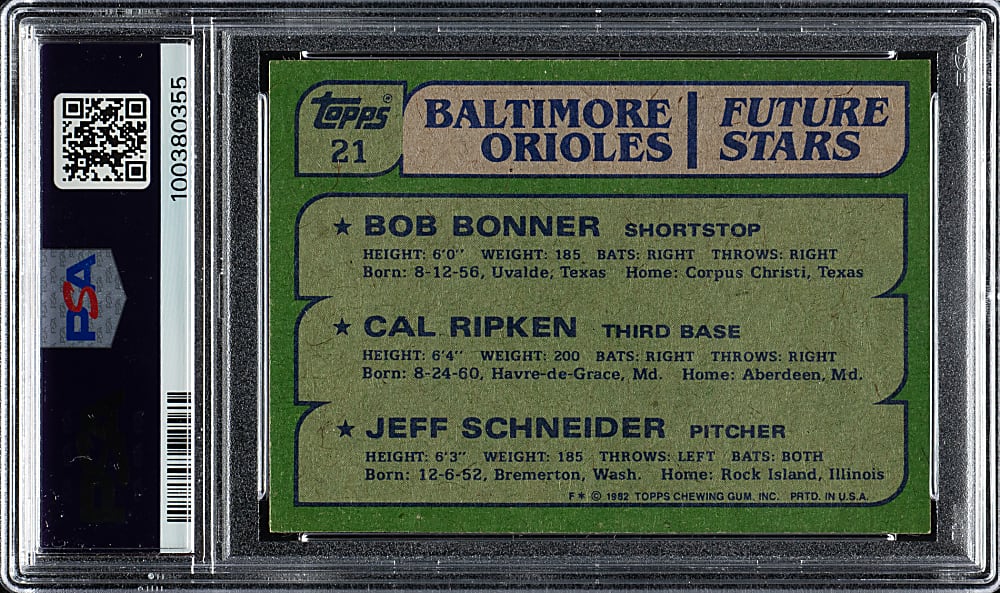 100380355
PSA
PSA
topps®
21
BALTIMORE
ORIOLES
FUTURE
STARS
★ BOB BONNER SHORTSTOP
HEIGHT: 6'0" WEIGHT: 185 BATS: RIGHT THROWS: RIGHT
Born: 8-12-56, Uvalde, Texas Home: Corpus Christi, Texas
★ CAL RIPKEN THIRD BASE
HEIGHT: 6'4" WEIGHT: 200 BATS: RIGHT THROWS: RIGHT
Born: 8-24-60, Havre-de-Grace, Md. Home: Aberdeen, Md.
★ JEFF SCHNEIDER PITCHER
HEIGHT: 6'3" WEIGHT: 185 THROWS: LEFT BATS: BOTH
Born: 12-6-52, Bremerton, Wash. Home: Rock Island, Illinois
F* © 1982 TOPPS CHEWING GUM, INC. PRTD. IN U.S.A.